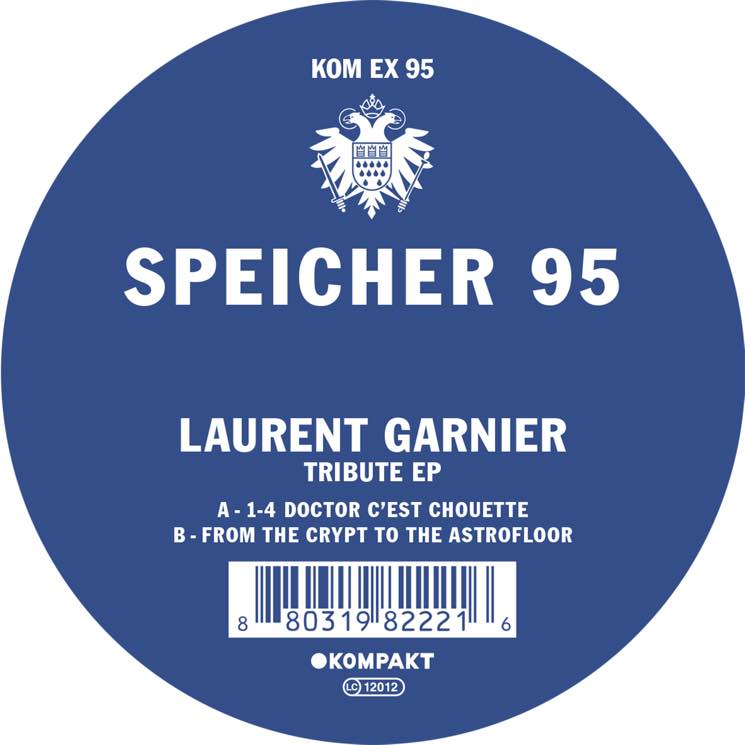 KOM EX 95
SPEICHER 95
LAURENT GARNIER
TRIBUTE EP
A - 1-4 DOCTOR C'EST CHOUETTE
B - FROM THE CRYPT TO THE ASTROFLOOR
8 80319 82221 6
KOMPAKT
LC 12012